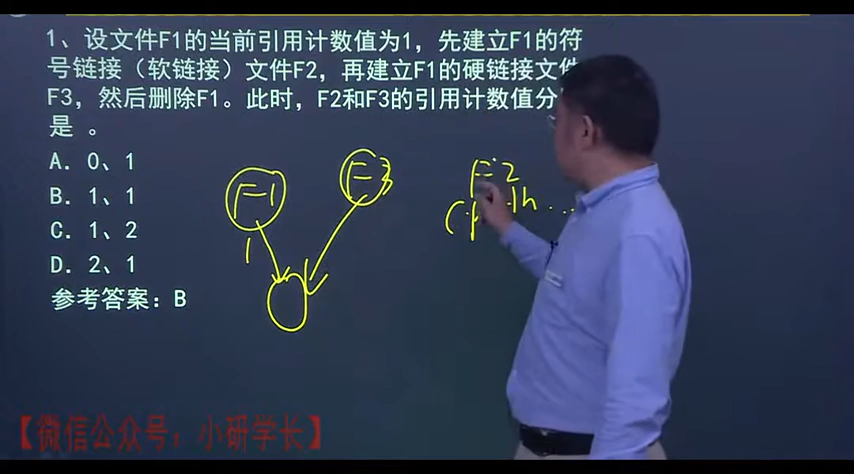 1、设文件F1的当前引用计数值为1，先建立F1的符
号链接（软链接）文件F2，再建立F1的硬链接文件
F3，然后删除F1。此时，F2和F3的引用计数值分
是 。
A. 0、1
B. 1、1
C. 1、2
D. 2、1
参考答案：B
F1
F3
F2
1
【微信公众号：小研学长】